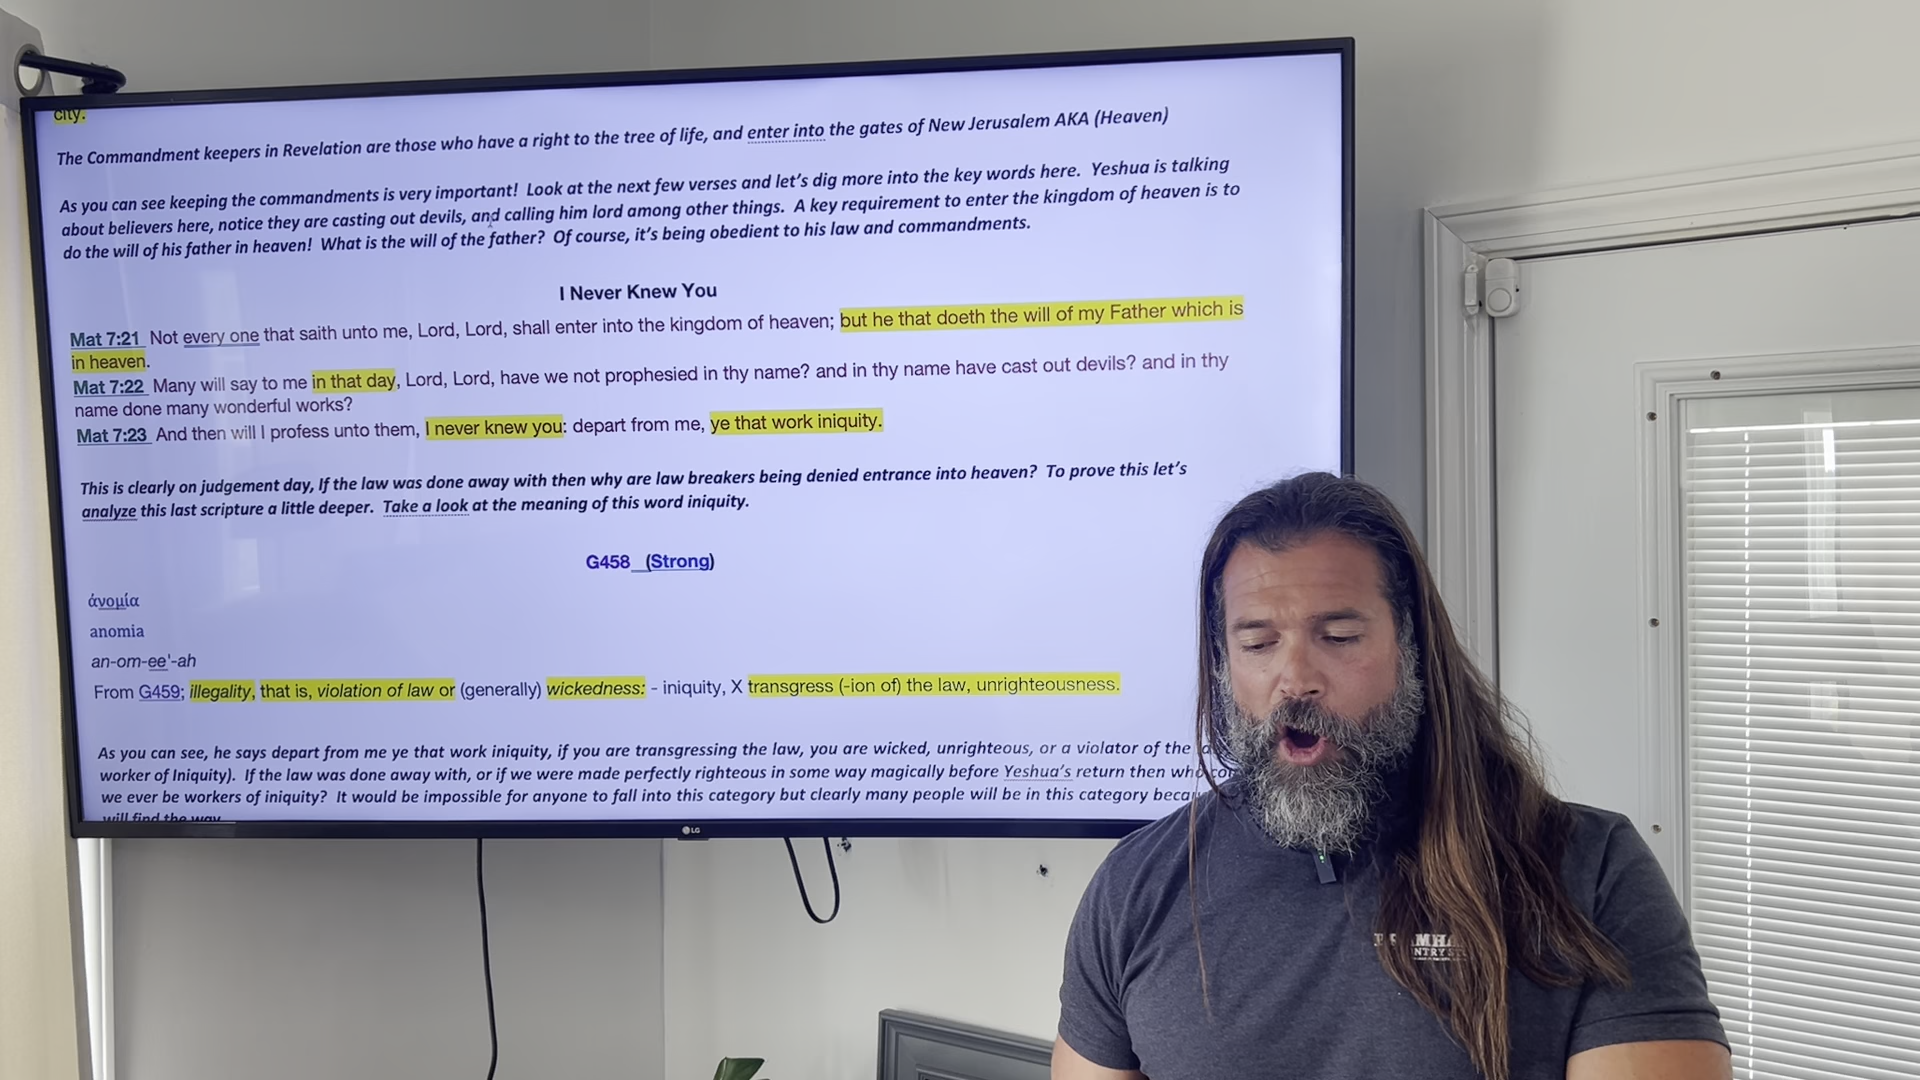 city.
The Commandment keepers in Revelation are those who have a right to the tree of life, and enter into the gates of New Jerusalem AKA (Heaven)
As you can see keeping the commandments is very important! Look at the next few verses and let's dig more into the key words here. Yeshua is talking
about believers here, notice they are casting out devils, and calling him lord among other things. A key requirement to enter the kingdom of heaven is to
do the will of his father in heaven! What is the will of the father? Of course, it's being obedient to his law and commandments.
I Never Knew You
Mat 7:21 Not every one that saith unto me, Lord, Lord, shall enter into the kingdom of heaven; but he that doeth the will of my Father which is
in heaven.
Mat 7:22 Many will say to me in that day, Lord, Lord, have we not prophesied in thy name? and in thy name have cast out devils? and in thy
name done many wonderful works?
Mat 7:23 And then will I profess unto them, I never knew you: depart from me, ye that work iniquity.
This is clearly on judgement day, If the law was done away with then why are law breakers being denied entrance into heaven? To prove this let's
analyze this last scripture a little deeper. Take a look at the meaning of this word iniquity.
G458 (Strong)
ἀνομία
anomia
an-om-ee'-ah
From G459; illegality, that is, violation of law or (generally) wickedness: - iniquity, X transgress (-ion of) the law, unrighteousness.
As you can see, he says depart from me ye that work iniquity, if you are transgressing the law, you are wicked, unrighteous, or a violator of the
worker of Iniquity). If the law was done away with, or if we were made perfectly righteous in some way magically before Yeshua's return then who
we ever be workers of iniquity? It would be impossible for anyone to fall into this category but clearly many people will be in this category
will find the way
LG